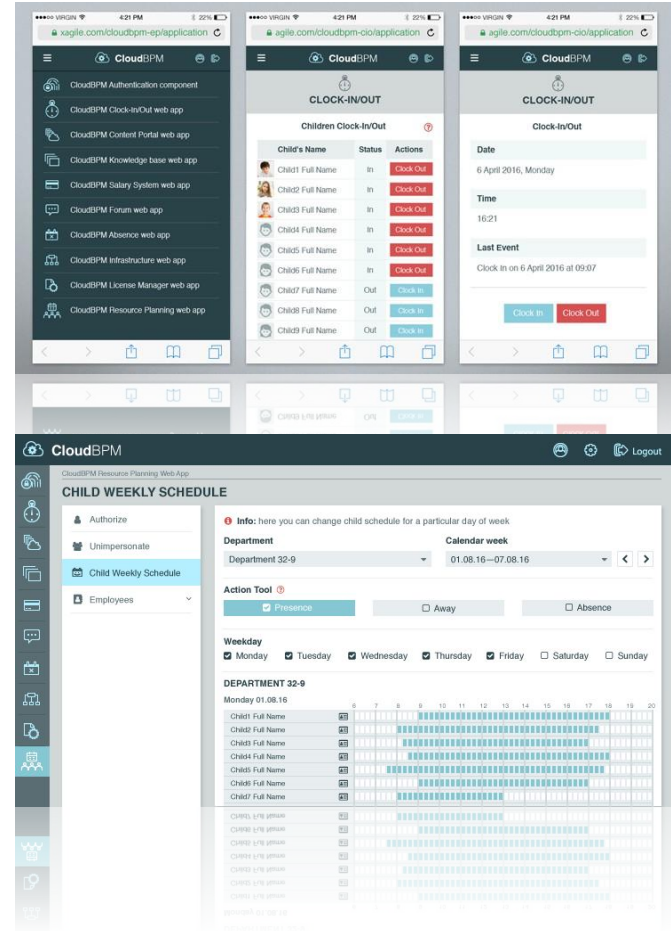 VIRGIN 4:21 PM 22%
xagile.com/cloudbpm-ep/application
CloudBPM
CloudBPM Authentication component
CloudBPM Clock-In/Out web app
CloudBPM Content Portal web app
CloudBPM Knowledge base web app
CloudBPM Salary System web app
CloudBPM Forum web app
CloudBPM Absence web app
CloudBPM Infrastructure web app
CloudBPM License Manager web app
CloudBPM Resource Planning web app
VIRGIN 4:21 PM 22%
agile.com/cloudbpm-cio/application
CloudBPM
CLOCK-IN/OUT
Children Clock-In/Out
Child's Name Status Actions
Child1 Full Name In Clock Out
Child2 Full Name In Clock Out
Child3 Full Name In Clock Out
Child4 Full Name In Clock Out
Child5 Full Name In Clock Out
Child6 Full Name In Clock Out
Child7 Full Name Out Clock In
Child8 Full Name Out Clock In
Child9 Full Name Out Clock In
VIRGIN 4:21 PM 22%
agile.com/cloudbpm-cio/application
CloudBPM
CLOCK-IN/OUT
Clock-In/Out
Date
6 April 2016, Monday
Time
16:21
Last Event
Clock In on 6 April 2016 at 09:07
Clock In Clock Out
CloudBPM Logout
CloudBPM Resource Planning Web App
CHILD WEEKLY SCHEDULE
Authorize
Unimpersonate
Child Weekly Schedule
Employees
Info: here you can change child schedule for a particular day of week
Department Calendar week
Department 32-9 01.08.16—07.08.16
Action Tool
Presence Away Absence
Weekday
Monday Tuesday Wednesday Thursday Friday Saturday Sunday
DEPARTMENT 32-9
Monday 01.08.16
6 7 8 9 10 11 12 13 14 15 16 17 18 19 20
Child1 Full Name
Child2 Full Name
Child3 Full Name
Child4 Full Name
Child5 Full Name
Child6 Full Name
Child7 Full Name